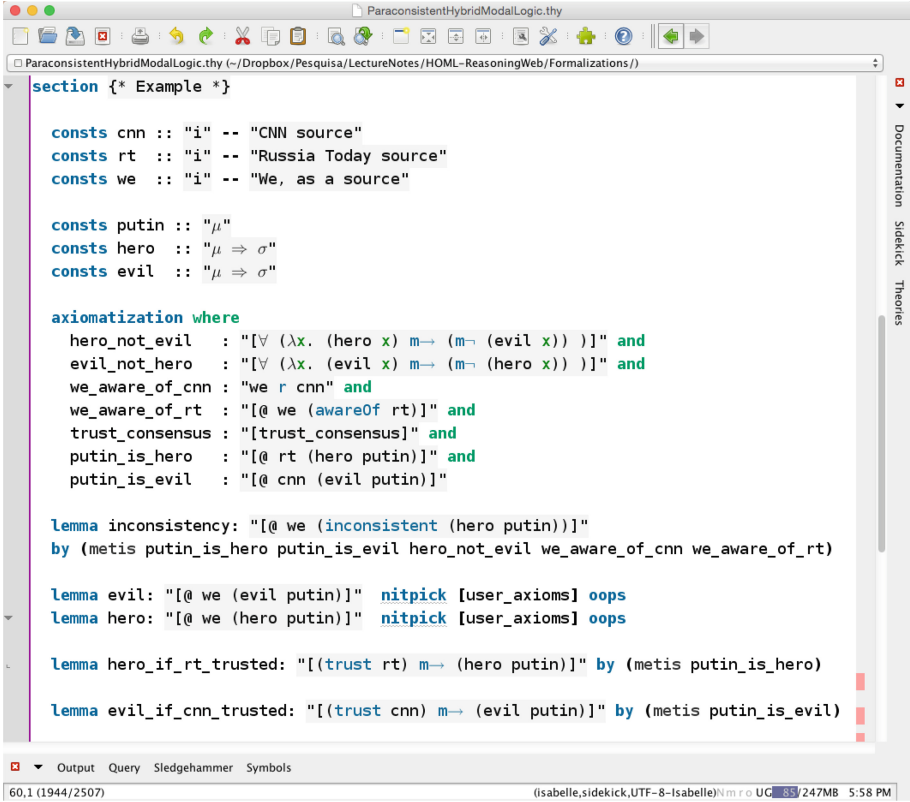 ParaconsistentHybridModalLogic.thy
ParaconsistentHybridModalLogic.thy (~/Dropbox/Pesquisa/LectureNotes/HOML-ReasoningWeb/Formalizations/)
section {* Example *}
consts cnn :: "i" -- "CNN source"
consts rt :: "i" -- "Russia Today source"
consts we :: "i" -- "We, as a source"
consts putin :: "μ"
consts hero :: "μ ⇒ σ"
consts evil :: "μ ⇒ σ"
axiomatization where
hero_not_evil : "[∀ (λx. (hero x) m→ (m¬ (evil x)) )]" and
evil_not_hero : "[∀ (λx. (evil x) m→ (m¬ (hero x)) )]" and
we_aware_of_cnn : "we r cnn" and
we_aware_of_rt : "[@ we (awareOf rt)]" and
trust_consensus : "[trust_consensus]" and
putin_is_hero : "[@ rt (hero putin)]" and
putin_is_evil : "[@ cnn (evil putin)]"
lemma inconsistency: "[@ we (inconsistent (hero putin))]"
by (metis putin_is_hero putin_is_evil hero_not_evil we_aware_of_cnn we_aware_of_rt)
lemma evil: "[@ we (evil putin)]" nitpick [user_axioms] oops
lemma hero: "[@ we (hero putin)]" nitpick [user_axioms] oops
lemma hero_if_rt_trusted: "[(trust rt) m→ (hero putin)]" by (metis putin_is_hero)
lemma evil_if_cnn_trusted: "[(trust cnn) m→ (evil putin)]" by (metis putin_is_evil)
Documentation
Sidekick
Theories
Output Query Sledgehammer Symbols
60,1 (1944/2507)
(isabelle,sidekick,UTF-8-Isabelle)N m r o UG 85/247MB 5:58 PM